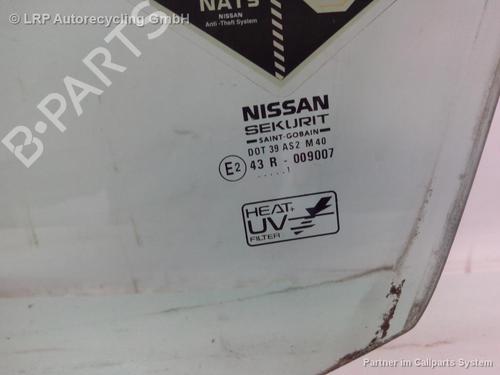 LRP Autorecycling GmbH
NATS
NISSAN
Anti-Theft System
B-PARTS
NISSAN
SEKURIT
SAINT-GOBAIN
DOT 39 AS2 M40
E2 43 R - 009007
.....1
HEAT+
UV
FILTER
Partner im Callparts System